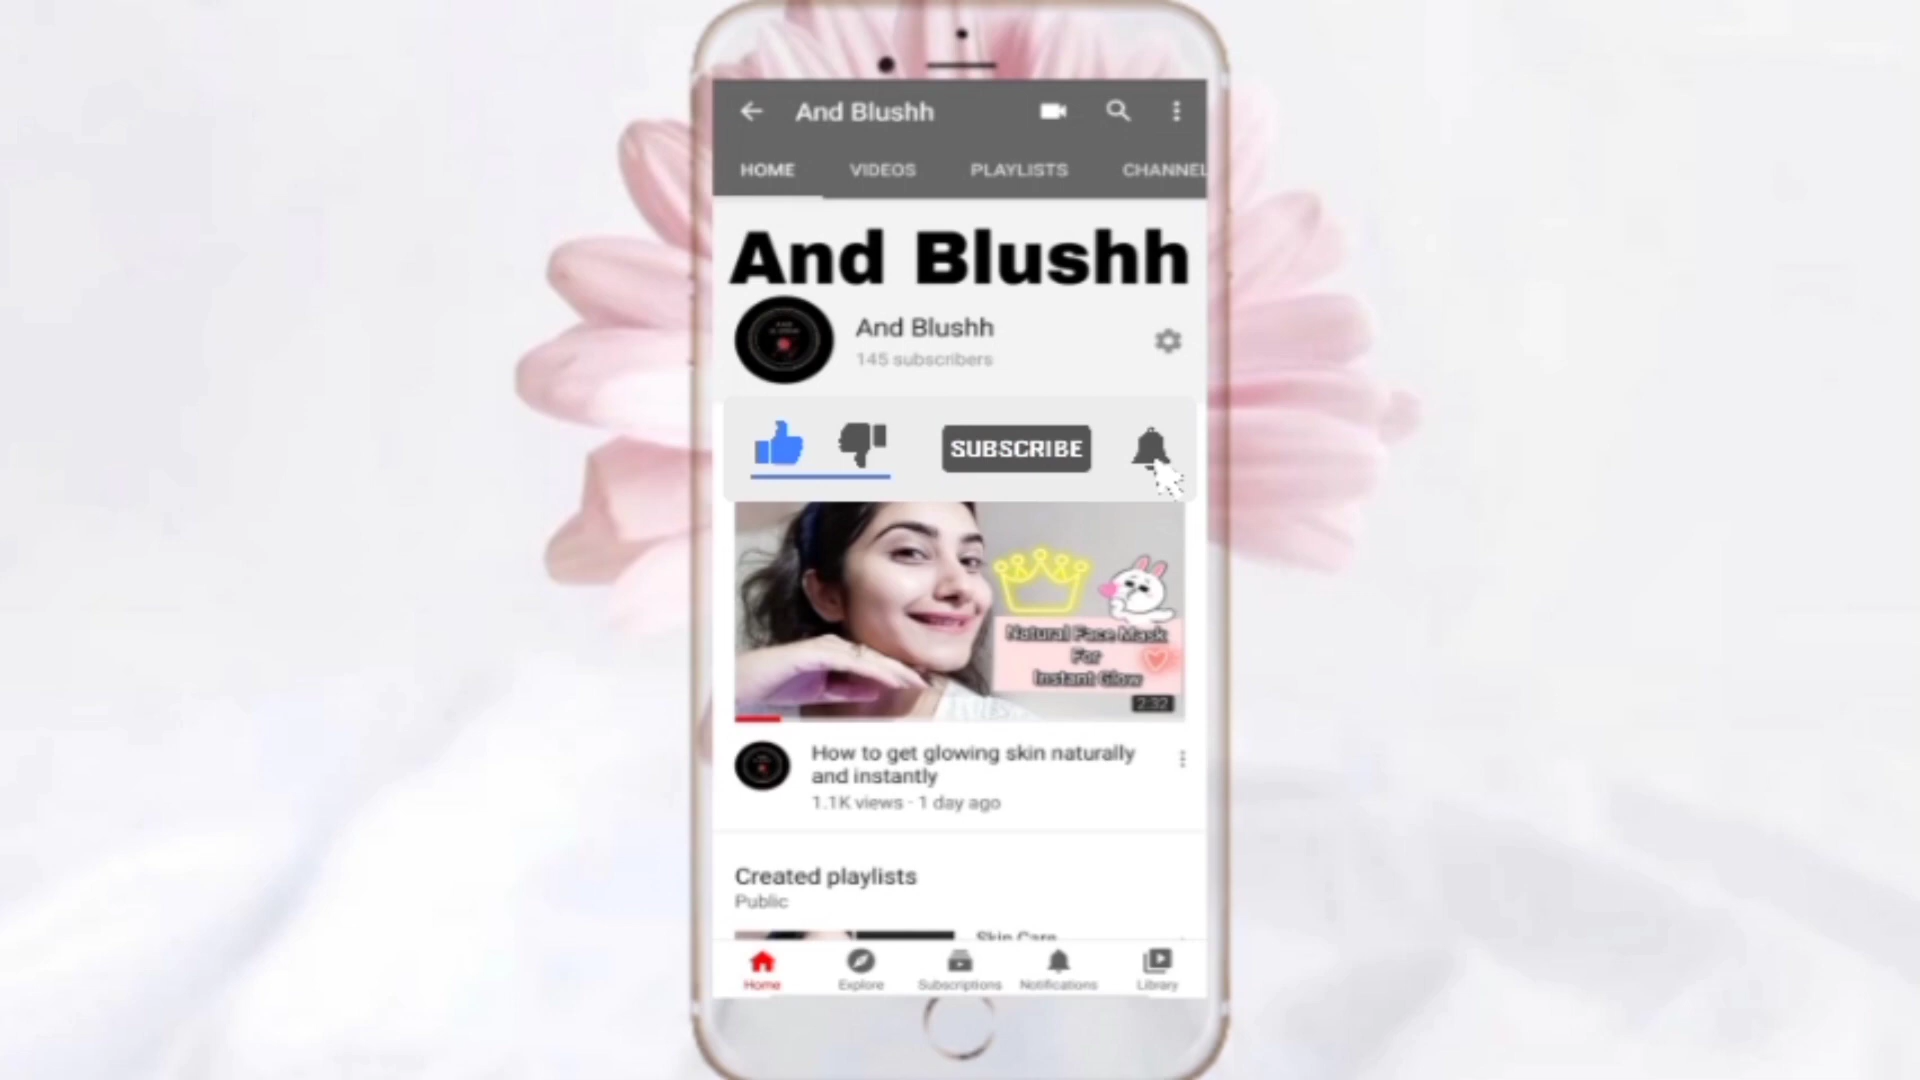 And Blushh
HOME VIDEOS PLAYLISTS CHANNEL
And Blushh
And Blushh
145 subscribers
SUBSCRIBE
Natural Face Mask
For
Instant Glow
2:32
How to get glowing skin naturally
and instantly
1.1K views · 1 day ago
Created playlists
Public
Skin Care
Home Explore Subscriptions Notifications Library